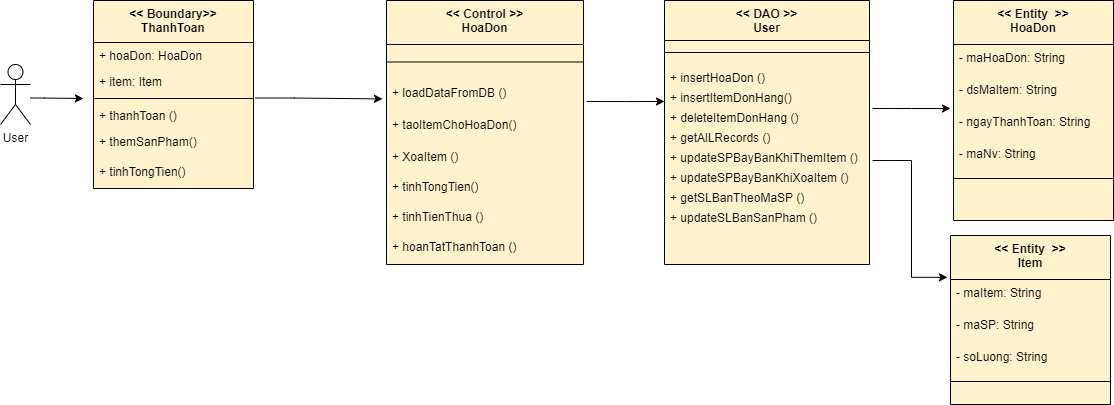 User
<< Boundary>>
ThanhToan
+ hoaDon: HoaDon
+ item: Item
+ thanhToan ()
+ themSanPham()
+ tinhTongTien()
<< Control >>
HoaDon
+ loadDataFromDB ()
+ taoItemChoHoaDon()
+ XoaItem ()
+ tinhTongTien()
+ tinhTienThua ()
+ hoanTatThanhToan ()
<< DAO >>
User
+ insertHoaDon ()
+ insertItemDonHang()
+ deleteItemDonHang ()
+ getAlLRecords ()
+ updateSPBayBanKhiThemItem ()
+ updateSPBayBanKhiXoaItem ()
+ getSLBanTheoMaSP ()
+ updateSLBanSanPham ()
<< Entity >>
HoaDon
- maHoaDon: String
- dsMaItem: String
- ngayThanhToan: String
- maNv: String
<< Entity >>
Item
- maItem: String
- maSP: String
- soLuong: String